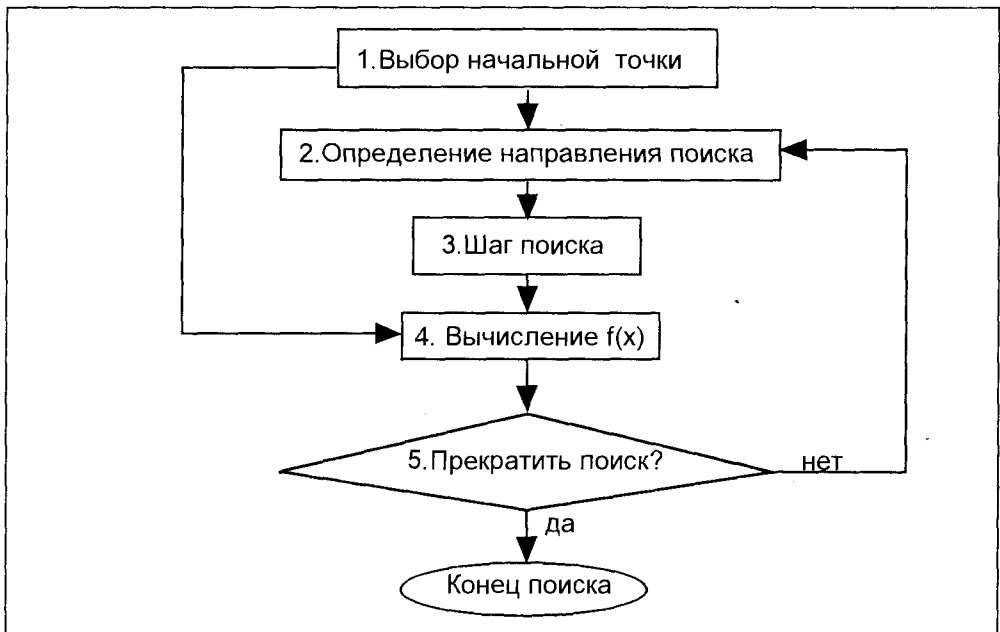 1.Выбор начальной точки
2.Определение направления поиска
3.Шаг поиска
4. Вычисление f(x)
5.Прекратить поиск?
нет
да
Конец поиска